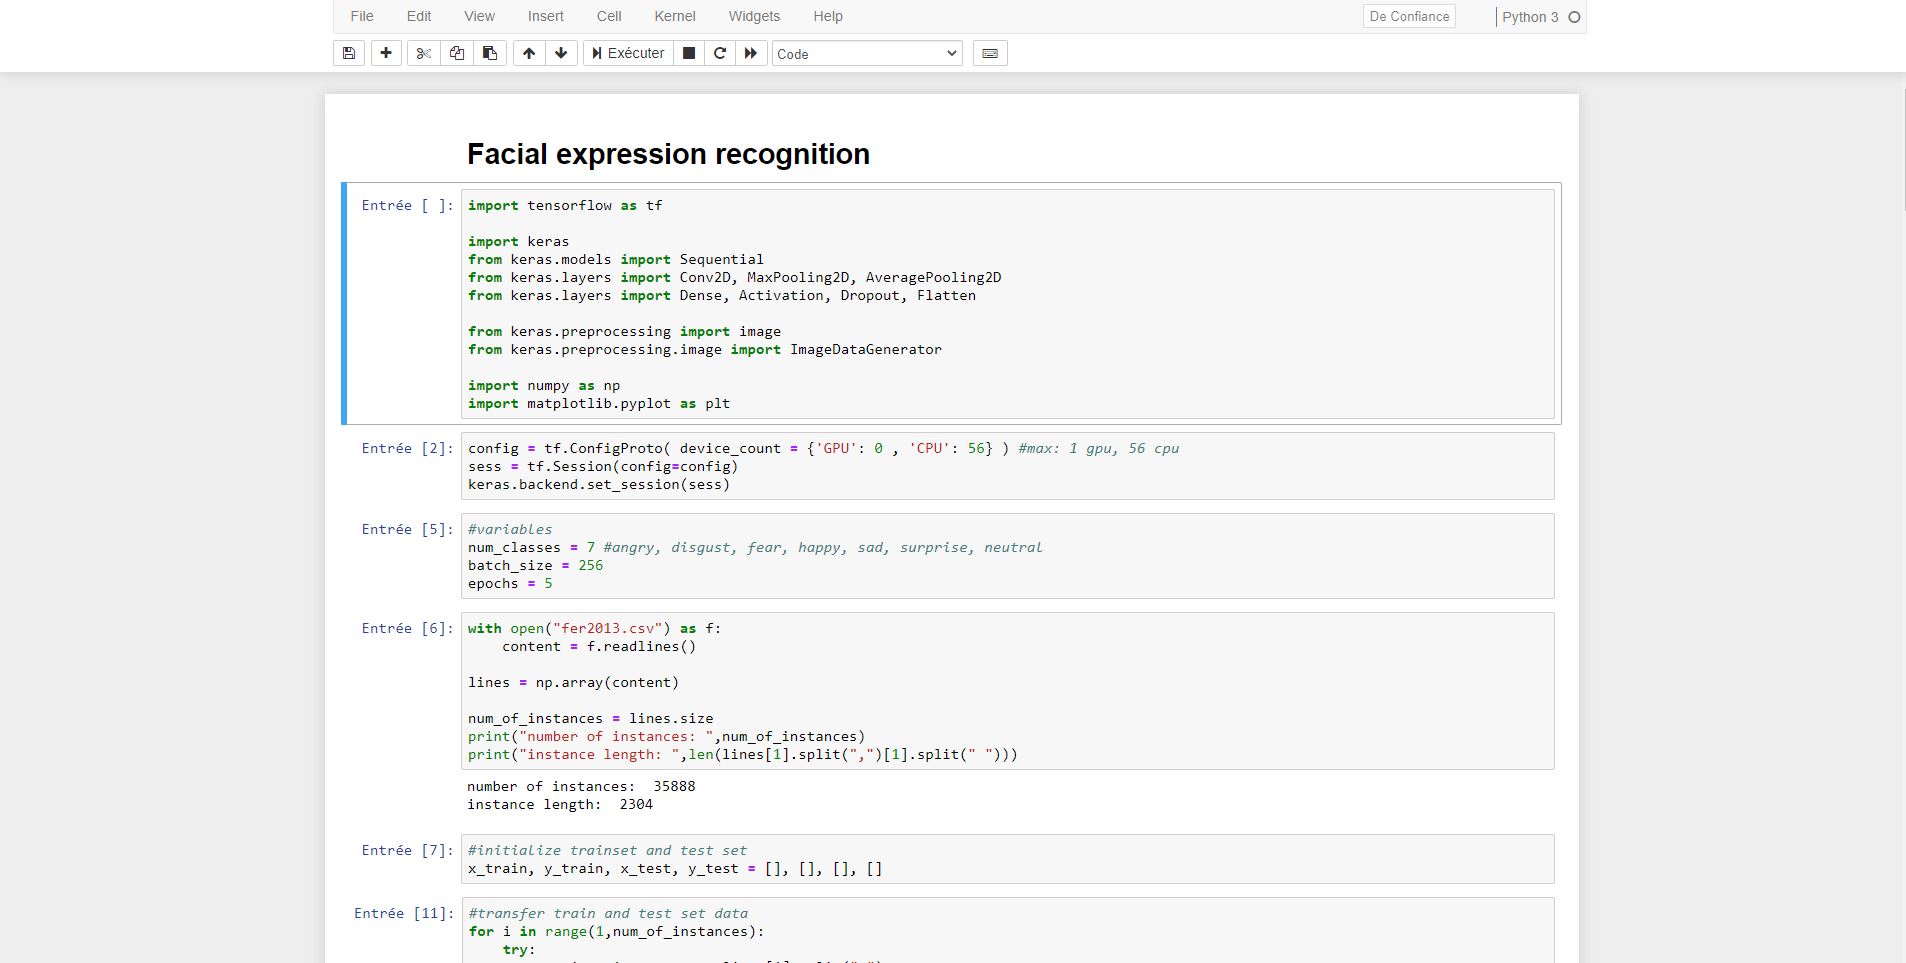 File Edit View Insert Cell Kernel Widgets Help De Confiance Python 3
Exécuter Code
Facial expression recognition
Entrée [ ]: import tensorflow as tf
import keras
from keras.models import Sequential
from keras.layers import Conv2D, MaxPooling2D, AveragePooling2D
from keras.layers import Dense, Activation, Dropout, Flatten
from keras.preprocessing import image
from keras.preprocessing.image import ImageDataGenerator
import numpy as np
import matplotlib.pyplot as plt
Entrée [2]: config = tf.ConfigProto( device_count = {'GPU': 0 , 'CPU': 56} ) #max: 1 gpu, 56 cpu
sess = tf.Session(config=config)
keras.backend.set_session(sess)
Entrée [5]: #variables
num_classes = 7 #angry, disgust, fear, happy, sad, surprise, neutral
batch_size = 256
epochs = 5
Entrée [6]: with open("fer2013.csv") as f:
    content = f.readlines()
lines = np.array(content)
num_of_instances = lines.size
print("number of instances: ",num_of_instances)
print("instance length: ",len(lines[1].split(",")[1].split(" ")))
number of instances:  35888
instance length:  2304
Entrée [7]: #initialize trainset and test set
x_train, y_train, x_test, y_test = [], [], [], []
Entrée [11]: #transfer train and test set data
for i in range(1,num_of_instances):
    try: